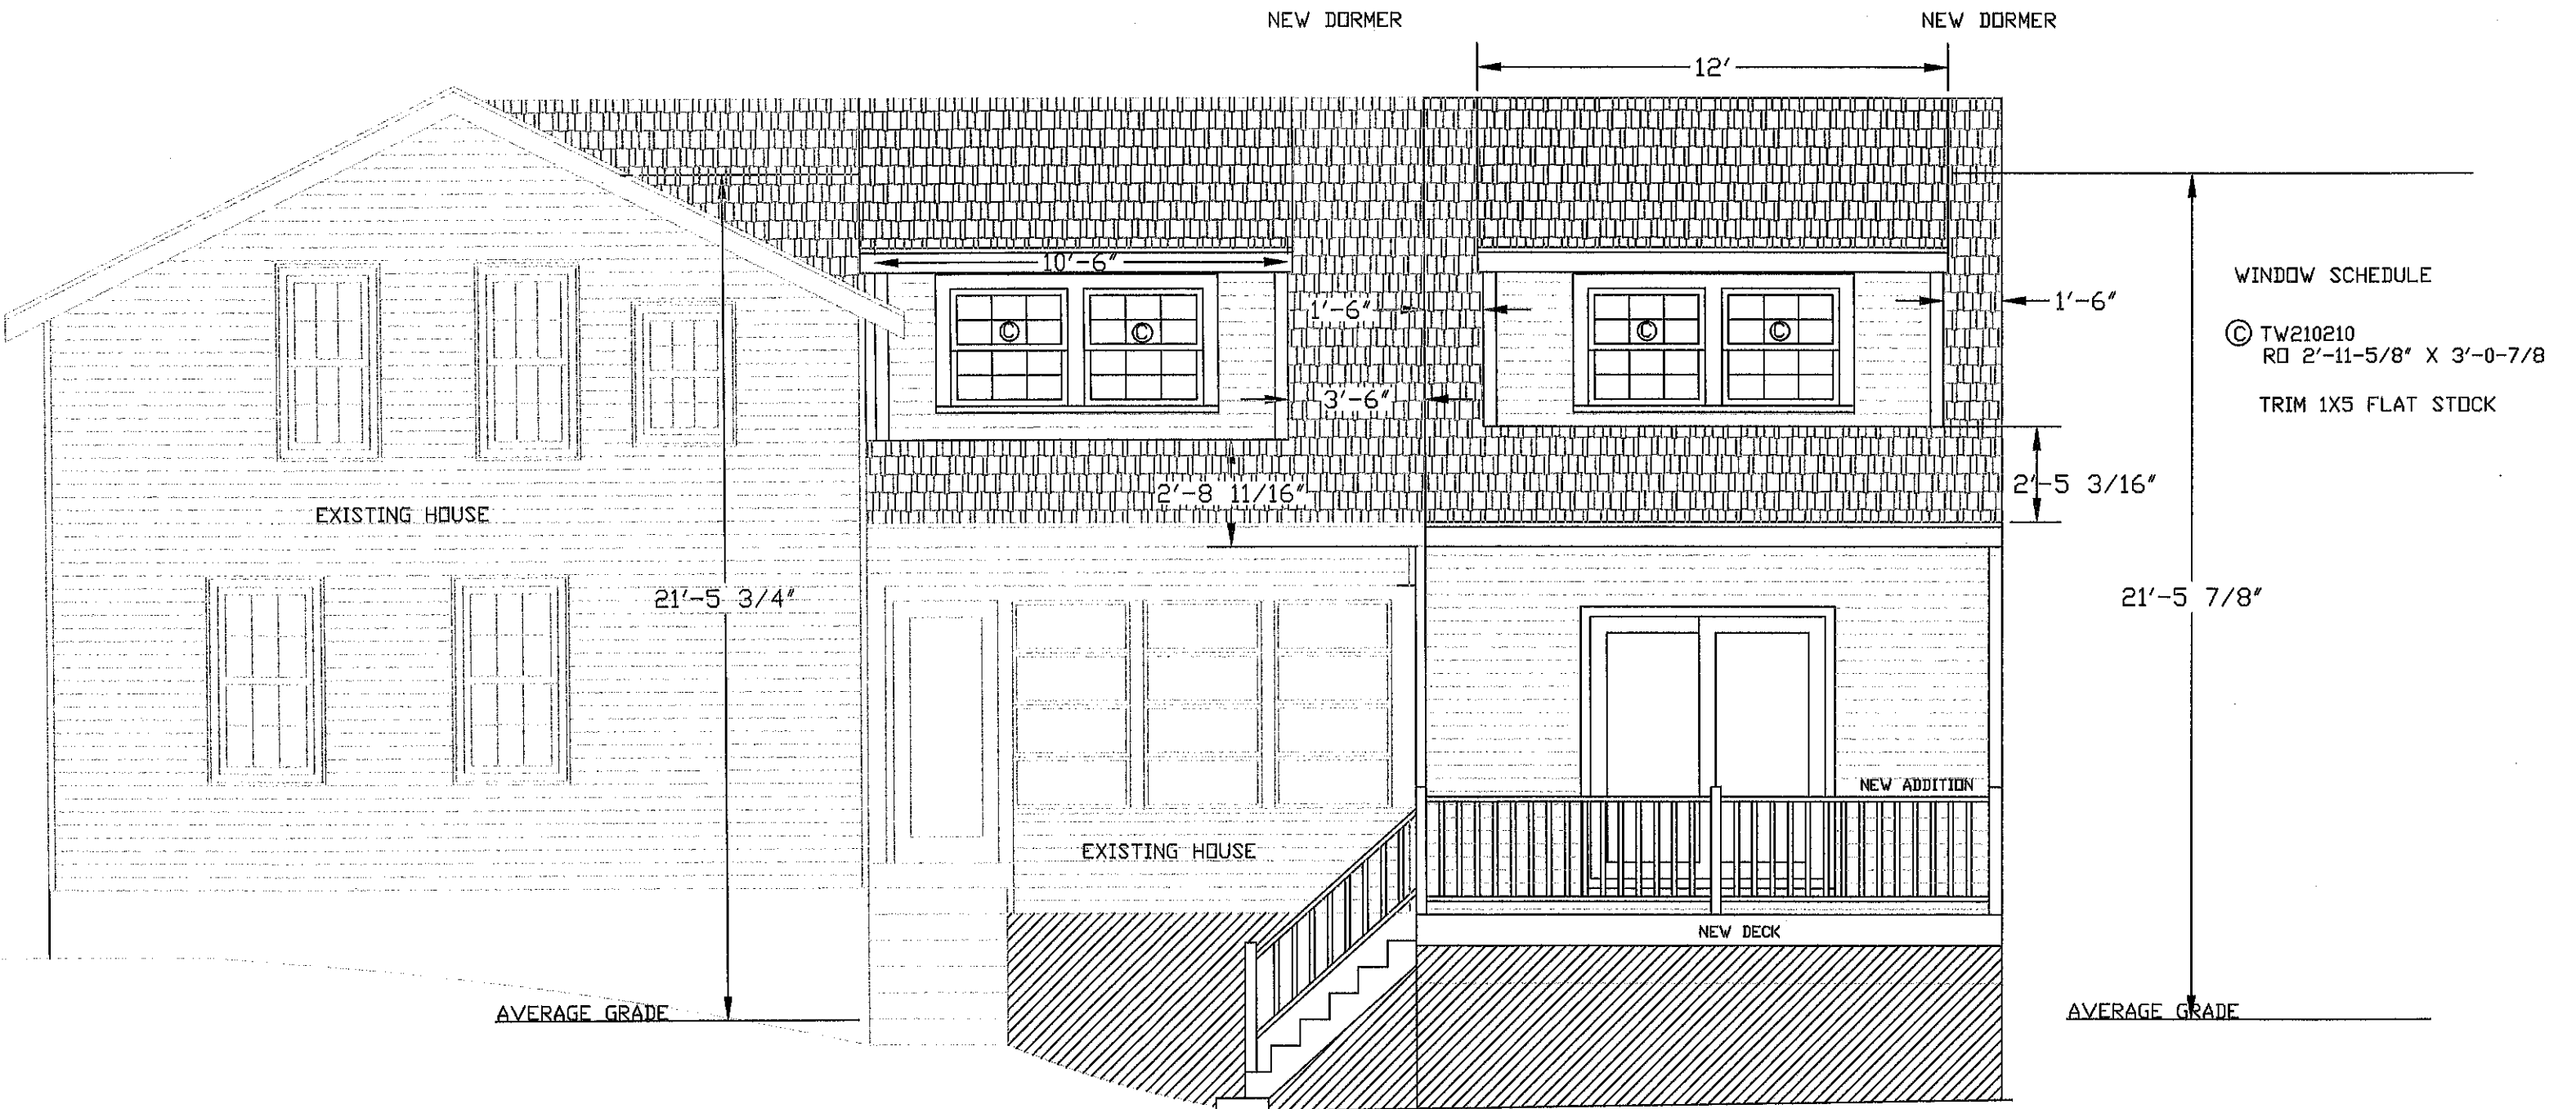 NEW DORMER
NEW DORMER
12'
10'-6"
1'-6"
1'-6"
WINDOW SCHEDULE
Ⓒ TW210210
RO 2'-11-5/8" X 3'-0-7/8
TRIM 1X5 FLAT STOCK
Ⓒ
Ⓒ
Ⓒ
Ⓒ
3'-6"
2'-8 11/16"
2'-5 3/16"
EXISTING HOUSE
21'-5 3/4"
21'-5 7/8"
NEW ADDITION
EXISTING HOUSE
NEW DECK
AVERAGE GRADE
AVERAGE GRADE